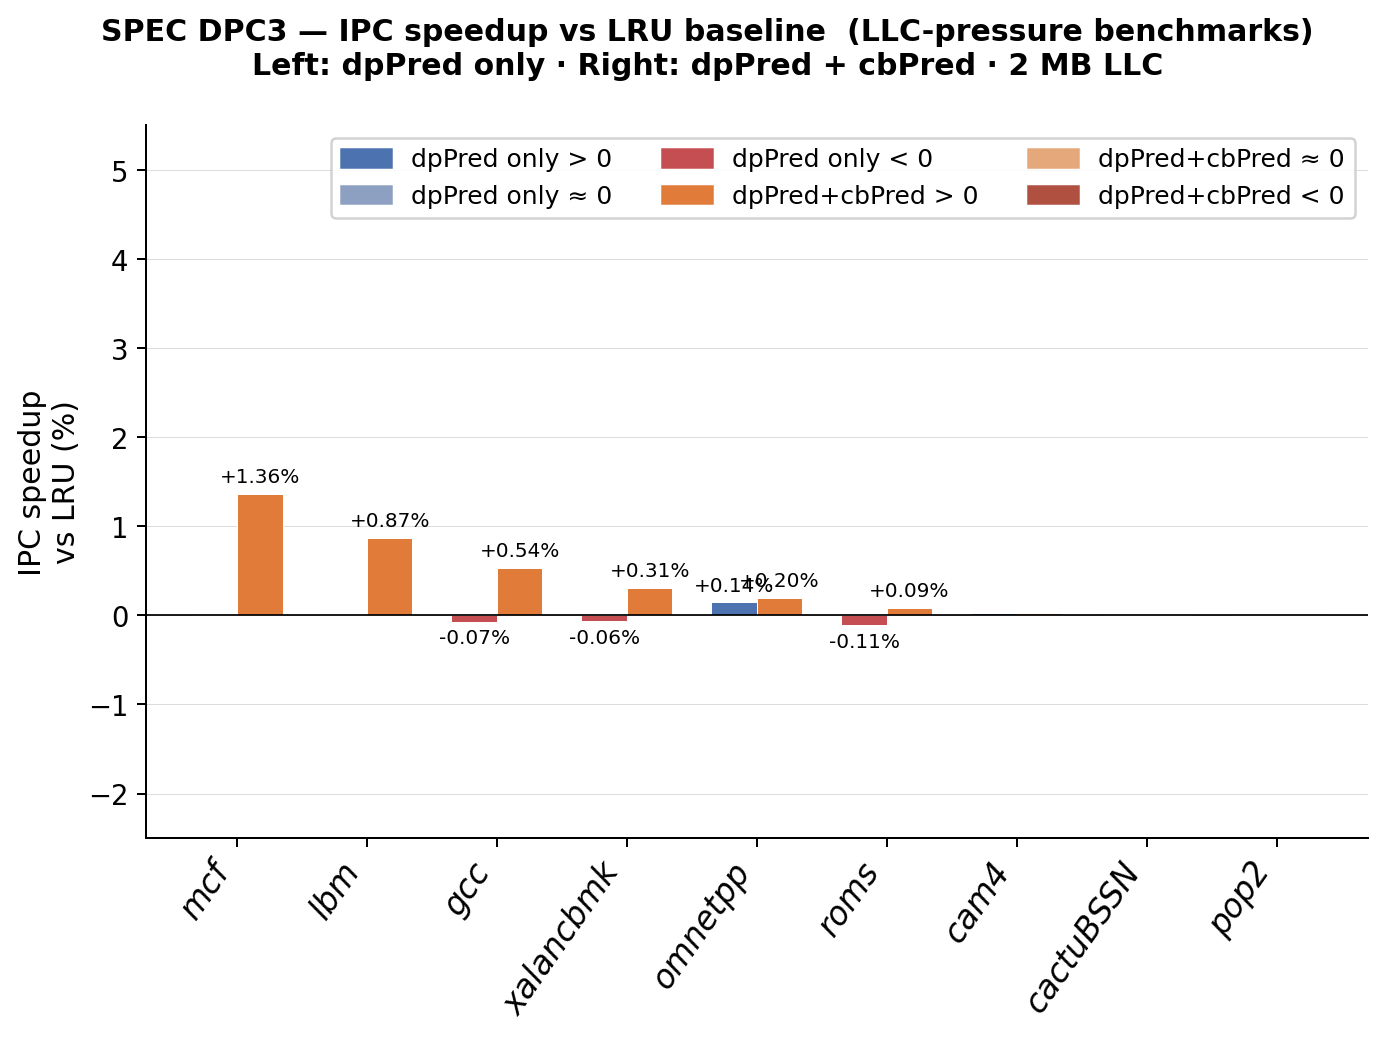 SPEC DPC3 — IPC speedup vs LRU baseline  (LLC-pressure benchmarks)
Left: dpPred only · Right: dpPred + cbPred · 2 MB LLC
dpPred only > 0
dpPred only ≈ 0
dpPred only < 0
dpPred+cbPred > 0
dpPred+cbPred ≈ 0
dpPred+cbPred < 0
IPC speedup
vs LRU (%)
5
4
3
2
1
0
−1
−2
+1.36%
+0.87%
-0.07%
+0.54%
-0.06%
+0.31%
+0.14%
+0.20%
-0.11%
+0.09%
mcf
lbm
gcc
xalancbmk
omnetpp
roms
cam4
cactuBSSN
pop2